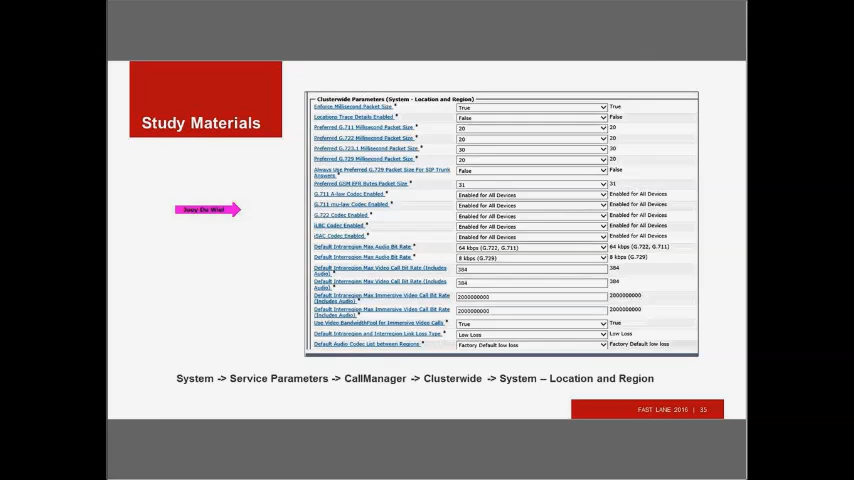 Study Materials
Joey De Wiel
Clusterwide Parameters (System - Location and Region)
Enforce Millisecond Packet Size * True True
Locations Trace Details Enabled * False False
Preferred G.711 Millisecond Packet Size * 20 20
Preferred G.722 Millisecond Packet Size * 20 20
Preferred G.723.1 Millisecond Packet Size * 30 30
Preferred G.729 Millisecond Packet Size * 20 20
Always Use Preferred G.729 Packet Size For SIP Trunk Answers * False False
Preferred GSM EFR Bytes Packet Size * 31 31
G.711 A-law Codec Enabled * Enabled for All Devices Enabled for All Devices
G.711 mu-law Codec Enabled * Enabled for All Devices Enabled for All Devices
G.722 Codec Enabled * Enabled for All Devices Enabled for All Devices
iLBC Codec Enabled * Enabled for All Devices Enabled for All Devices
iSAC Codec Enabled * Enabled for All Devices Enabled for All Devices
Default Intraregion Max Audio Bit Rate * 64 kbps (G.722, G.711) 64 kbps (G.722, G.711)
Default Interregion Max Audio Bit Rate * 8 kbps (G.729) 8 kbps (G.729)
Default Intraregion Max Video Call Bit Rate (Includes Audio) * 384 384
Default Interregion Max Video Call Bit Rate (Includes Audio) * 384 384
Default Intraregion Max Immersive Video Call Bit Rate (Includes Audio) * 2000000000 2000000000
Default Interregion Max Immersive Video Call Bit Rate (Includes Audio) * 2000000000 2000000000
Use Video BandwidthPool for Immersive Video Calls * True True
Default Intraregion and Interregion Link Loss Type * Low Loss Low Loss
Default Audio Codec List between Regions * Factory Default low loss Factory Default low loss
System -> Service Parameters -> CallManager -> Clusterwide -> System – Location and Region
FAST LANE 2016 | 35